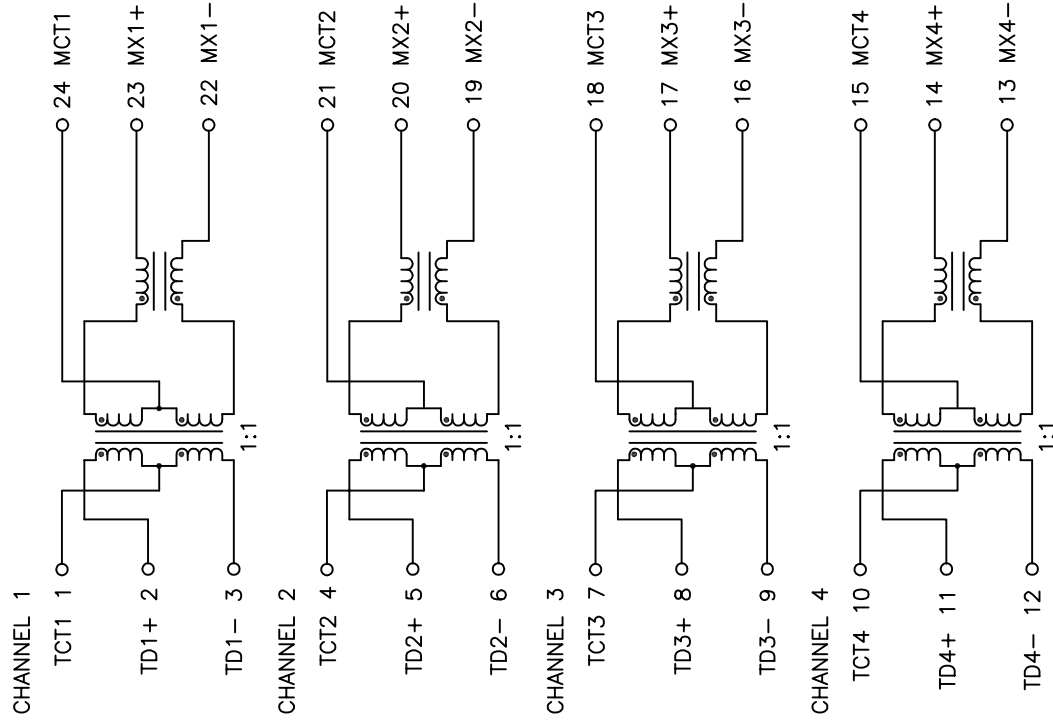 CHANNEL 1
TCT1 1
TD1+ 2
TD1- 3
1:1
24 MCT1
23 MX1+
22 MX1-
CHANNEL 2
TCT2 4
TD2+ 5
TD2- 6
1:1
21 MCT2
20 MX2+
19 MX2-
CHANNEL 3
TCT3 7
TD3+ 8
TD3- 9
1:1
18 MCT3
17 MX3+
16 MX3-
CHANNEL 4
TCT4 10
TD4+ 11
TD4- 12
1:1
15 MCT4
14 MX4+
13 MX4-